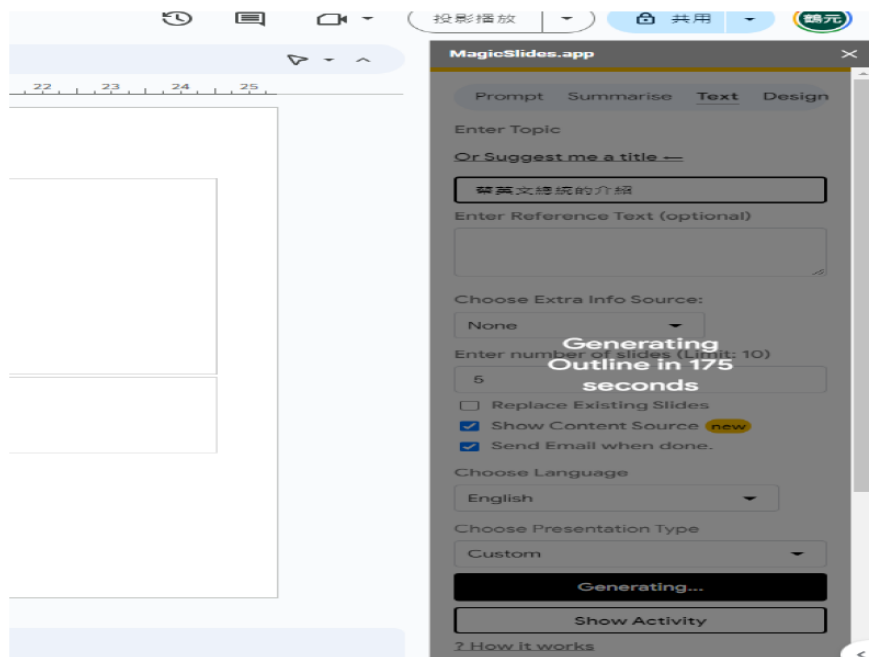 投影播放
共用
鶴元
MagicSlides.app
22 23 24 25
Prompt Summarise Text Design
Enter Topic
Or Suggest me a title ←
蔡英文總統的介紹
Enter Reference Text (optional)
Choose Extra Info Source:
None
Generating
Outline in 175
seconds
Enter number of slides (Limit: 10)
5
Replace Existing Slides
Show Content Source new
Send Email when done.
Choose Language
English
Choose Presentation Type
Custom
Generating...
Show Activity
? How it works